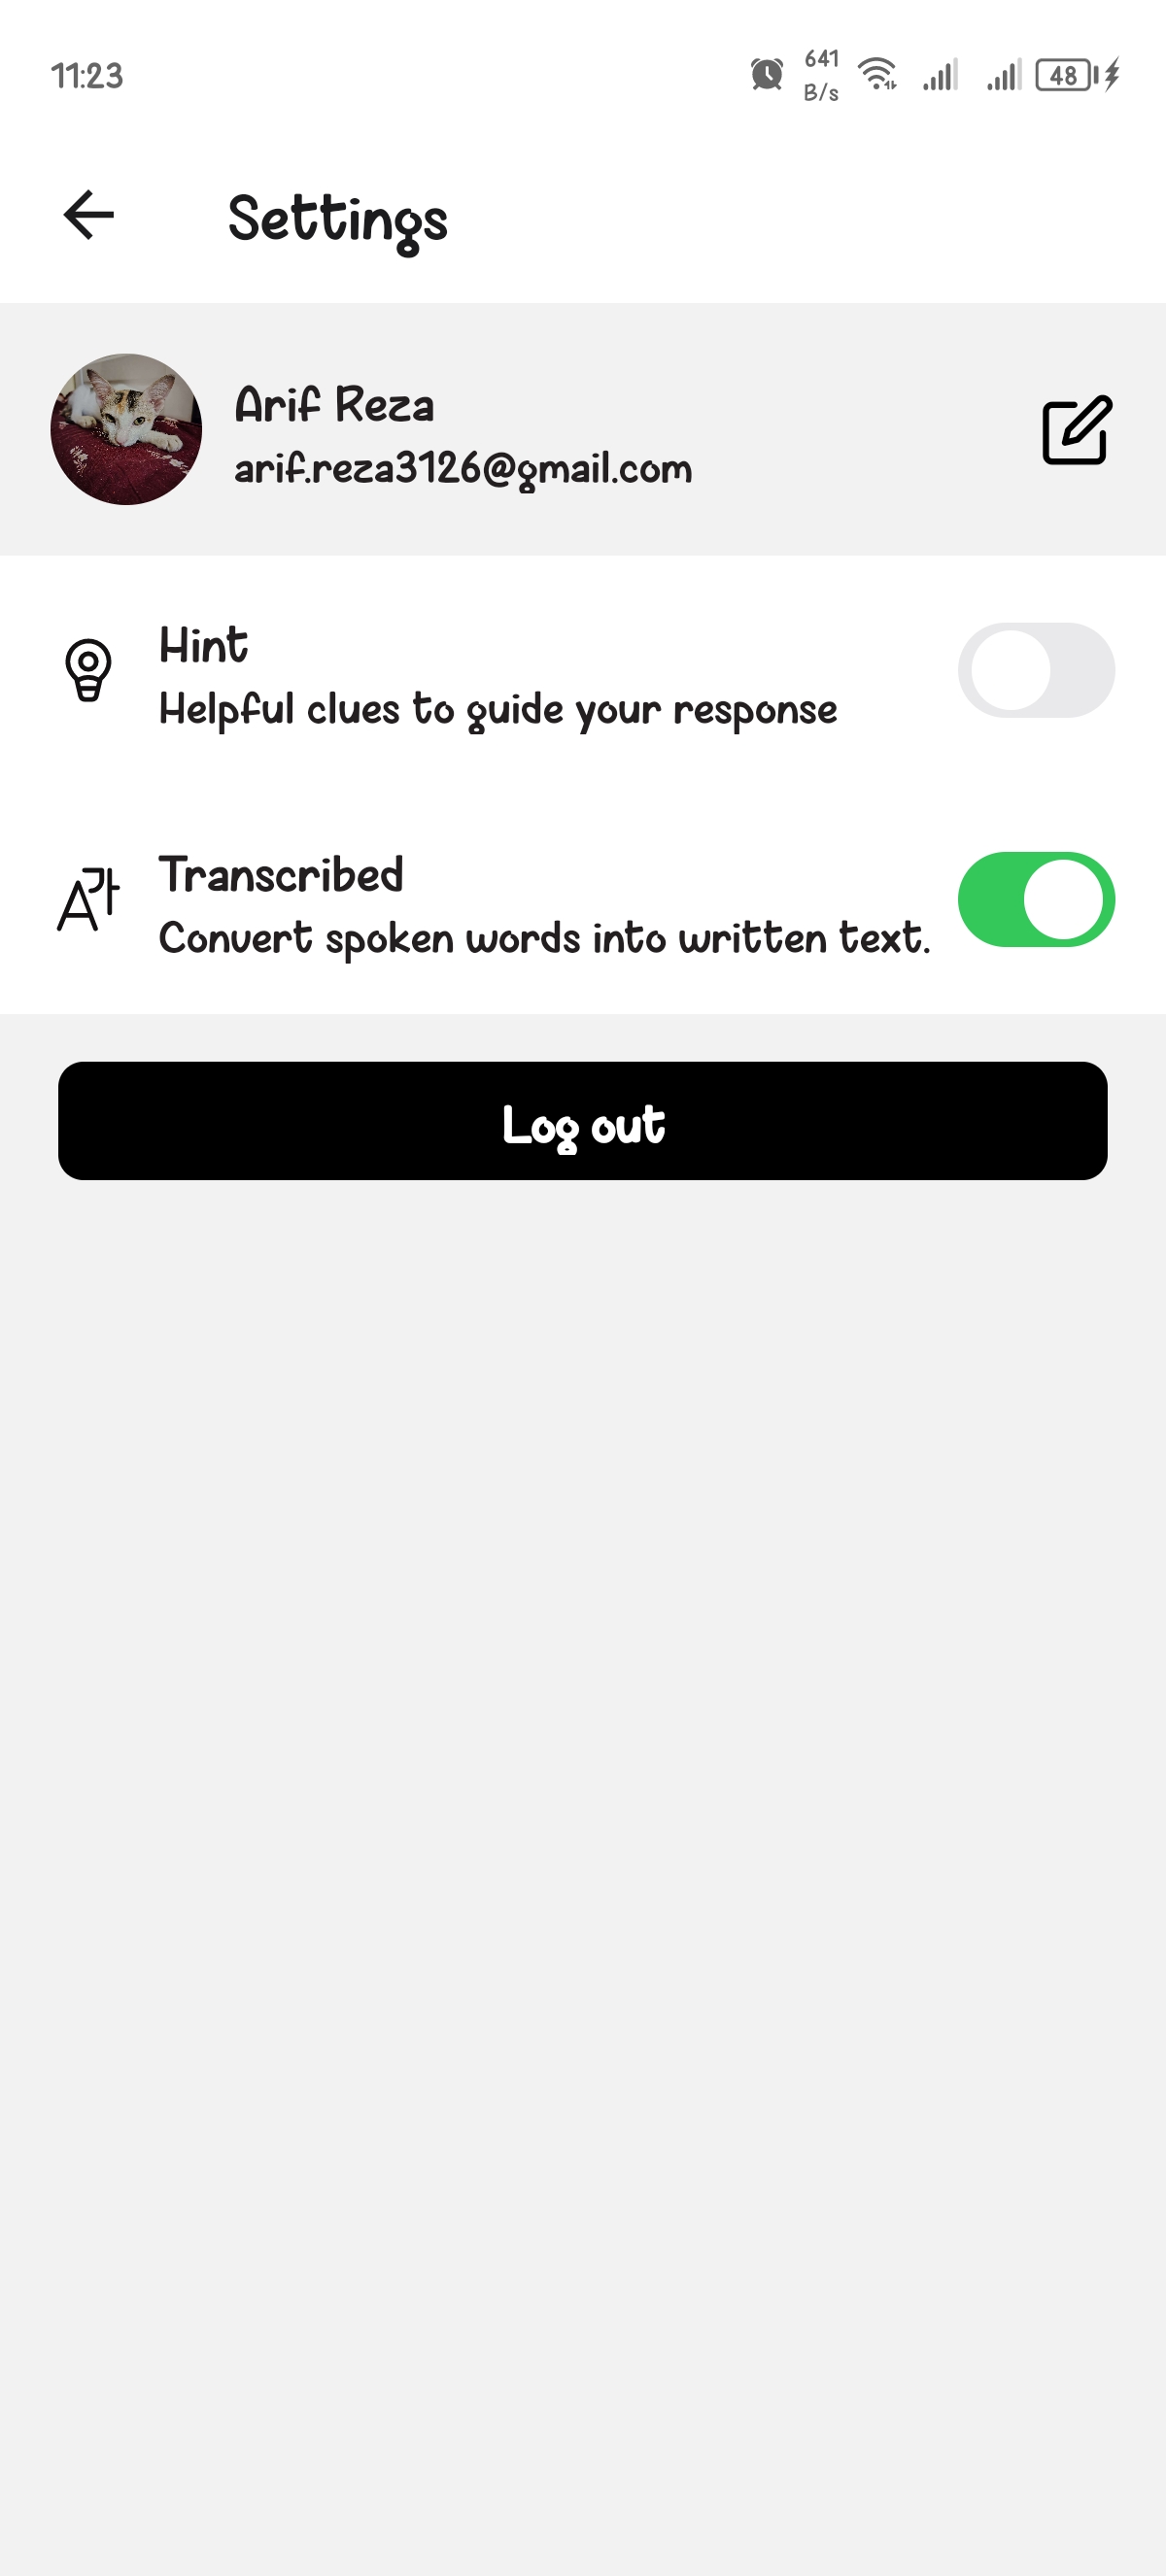 11:23
641
B/s
48
Settings
Arif Reza
arif.reza3126@gmail.com
Hint
Helpful clues to guide your response
Transcribed
Convert spoken words into written text.
Log out